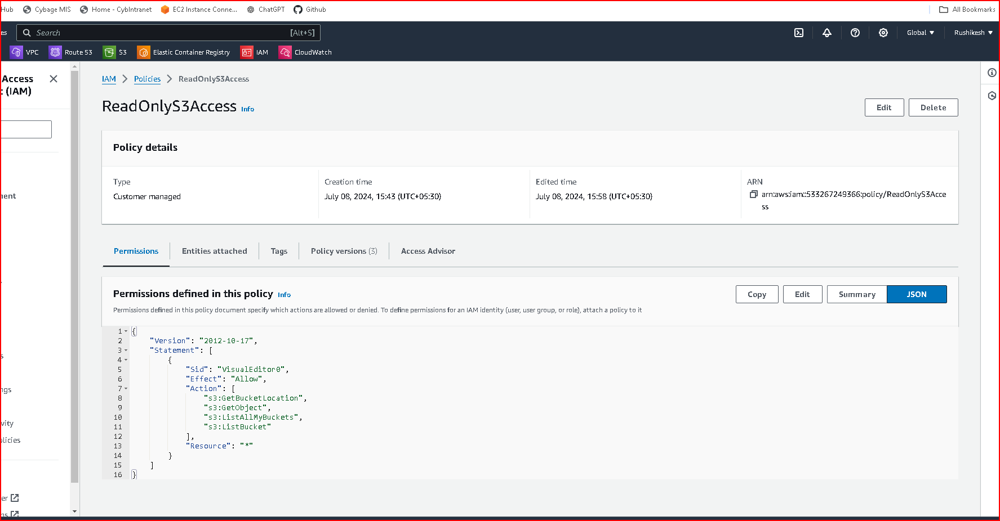 Hub Cybage MIS Home - CybIntranet EC2 Instance Conne... ChatGPT Github All Bookmarks
es Search [Alt+S] Global Rushikesh
VPC Route 53 S3 Elastic Container Registry IAM CloudWatch
Access
t (IAM)
IAM Policies ReadOnlyS3Access
ReadOnlyS3Access Info
Edit Delete
Policy details
Type
Customer managed
Creation time
July 08, 2024, 15:43 (UTC+05:30)
Edited time
July 08, 2024, 15:58 (UTC+05:30)
ARN
arn:aws:iam::533267249366:policy/ReadOnlyS3Acce
ss
nent
Permissions Entities attached Tags Policy versions (3) Access Advisor
Permissions defined in this policy Info
Copy Edit Summary JSON
Permissions defined in this policy document specify which actions are allowed or denied. To define permissions for an IAM identity (user, user group, or role), attach a policy to it
1 {
2 "Version": "2012-10-17",
3 "Statement": [
4 {
5 "Sid": "VisualEditor0",
6 "Effect": "Allow",
7 "Action": [
8 "s3:GetBucketLocation",
9 "s3:GetObject",
10 "s3:ListAllMyBuckets",
11 "s3:ListBucket"
12 ],
13 "Resource": "*"
14 }
15 ]
16 }
s
ngs
vity
olicies
er
ns